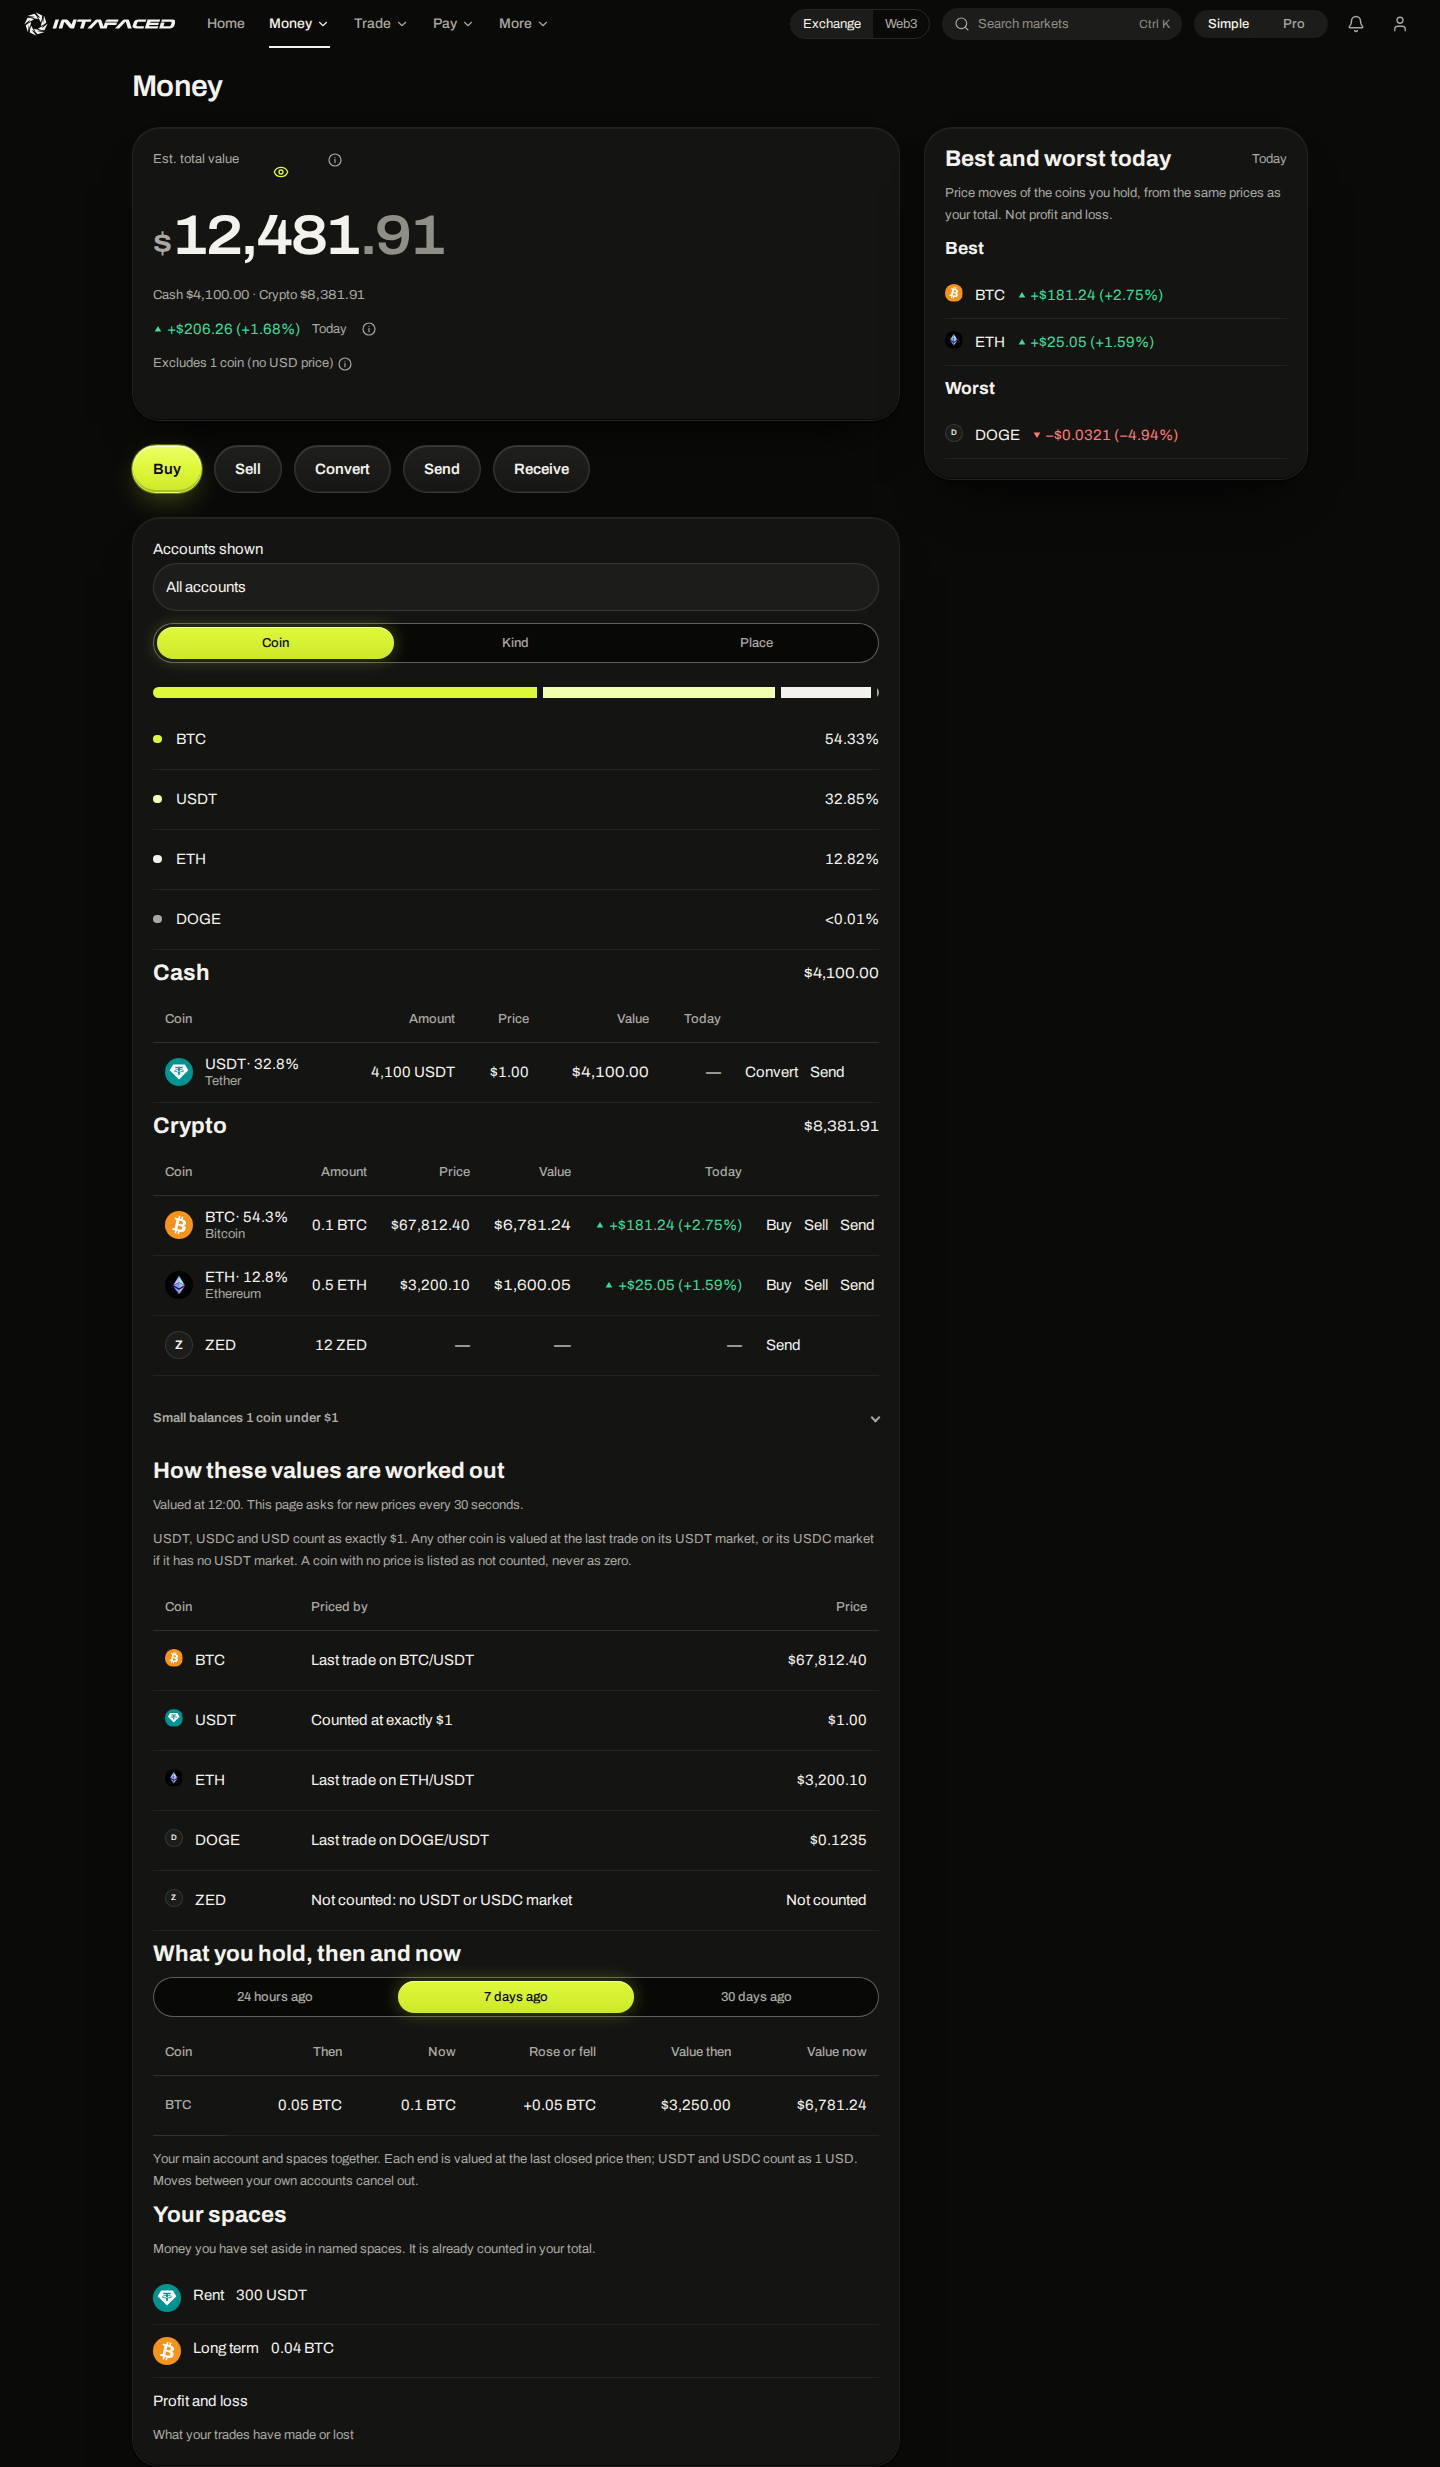 INTAFACED
Home
Money
Trade
Pay
More
Exchange
Web3
Search markets
Ctrl K
Simple
Pro
Money
Est. total value
$12,481.91
Cash $4,100.00 · Crypto $8,381.91
+$206.26 (+1.68%) Today
Excludes 1 coin (no USD price)
Best and worst today
Today
Price moves of the coins you hold, from the same prices as
your total. Not profit and loss.
Best
BTC +$181.24 (+2.75%)
ETH +$25.05 (+1.59%)
Worst
DOGE −$0.0321 (−4.94%)
Buy
Sell
Convert
Send
Receive
Accounts shown
All accounts
Coin
Kind
Place
BTC 54.33%
USDT 32.85%
ETH 12.82%
DOGE <0.01%
Cash $4,100.00
Coin Amount Price Value Today
USDT · 32.8% 4,100 USDT $1.00 $4,100.00 — Convert Send
Tether
Crypto $8,381.91
Coin Amount Price Value Today
BTC · 54.3% 0.1 BTC $67,812.40 $6,781.24 +$181.24 (+2.75%) Buy Sell Send
Bitcoin
ETH · 12.8% 0.5 ETH $3,200.10 $1,600.05 +$25.05 (+1.59%) Buy Sell Send
Ethereum
Z ZED 12 ZED — — — Send
Small balances 1 coin under $1
How these values are worked out
Valued at 12:00. This page asks for new prices every 30 seconds.
USDT, USDC and USD count as exactly $1. Any other coin is valued at the last trade on its USDT market, or its USDC market
if it has no USDT market. A coin with no price is listed as not counted, never as zero.
Coin Priced by Price
BTC Last trade on BTC/USDT $67,812.40
USDT Counted at exactly $1 $1.00
ETH Last trade on ETH/USDT $3,200.10
D DOGE Last trade on DOGE/USDT $0.1235
Z ZED Not counted: no USDT or USDC market Not counted
What you hold, then and now
24 hours ago
7 days ago
30 days ago
Coin Then Now Rose or fell Value then Value now
BTC 0.05 BTC 0.1 BTC +0.05 BTC $3,250.00 $6,781.24
Your main account and spaces together. Each end is valued at the last closed price then; USDT and USDC count as 1 USD.
Moves between your own accounts cancel out.
Your spaces
Money you have set aside in named spaces. It is already counted in your total.
Rent 300 USDT
Long term 0.04 BTC
Profit and loss
What your trades have made or lost